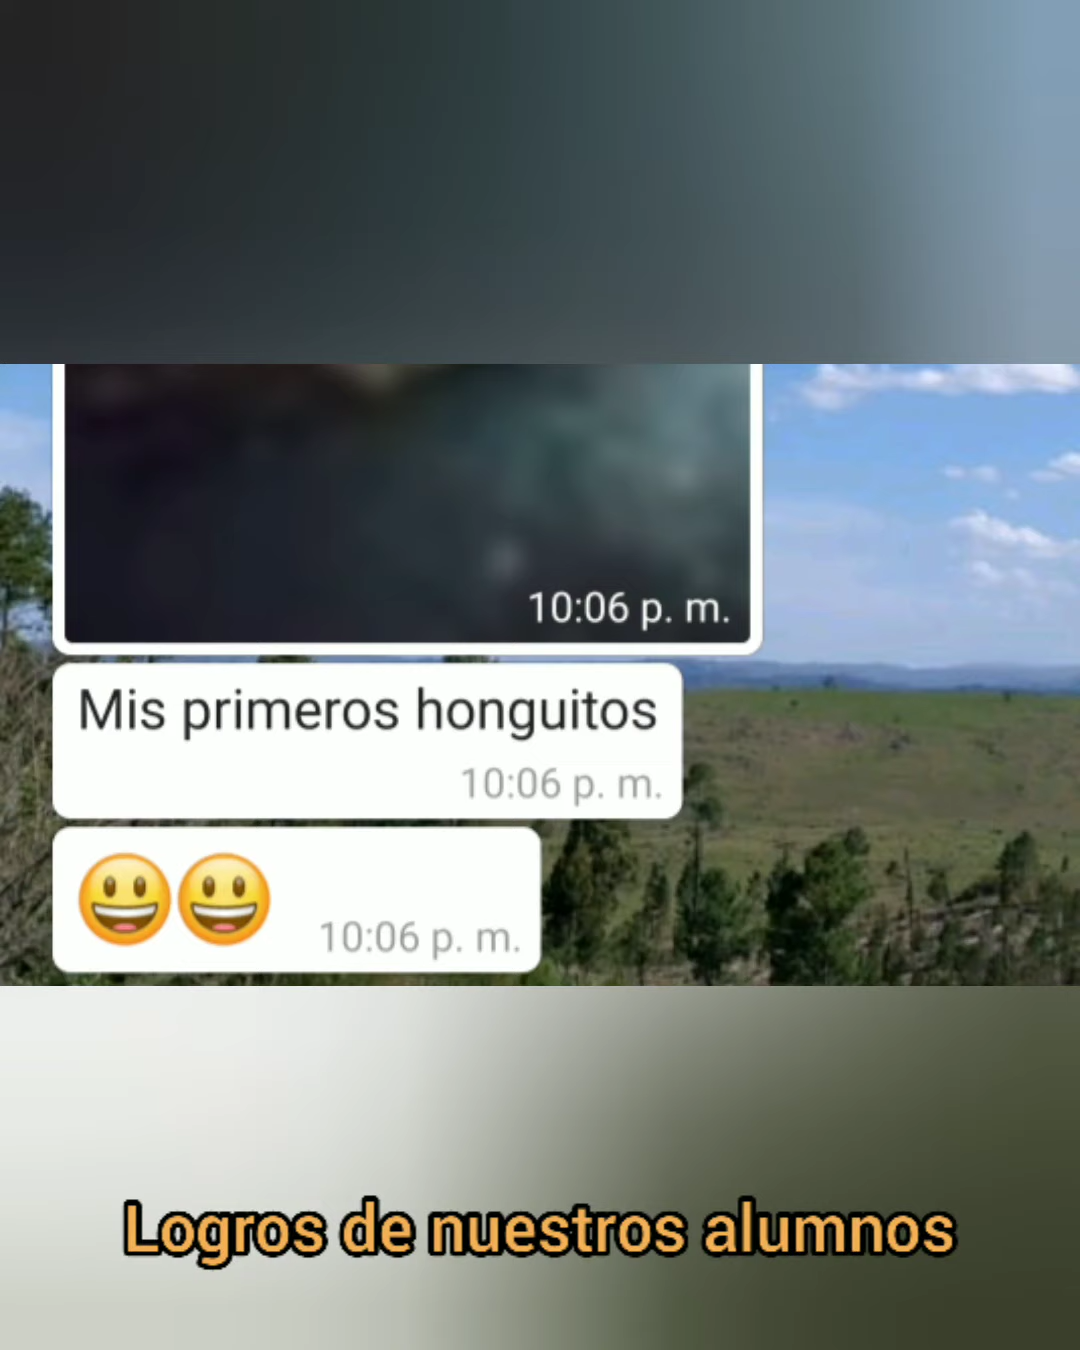 10:06 p. m.
Mis primeros honguitos
10:06 p. m.
😃😃 10:06 p. m.
Logros de nuestros alumnos